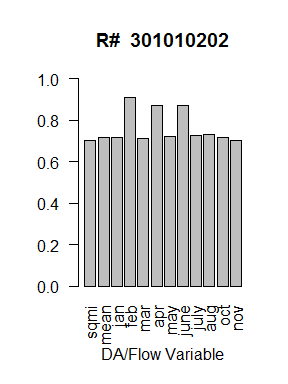 R#  301010202
1.0
0.8
0.6
0.4
0.2
0.0
sqmi
mean
jan
feb
mar
apr
may
june
july
aug
oct
nov
DA/Flow Variable